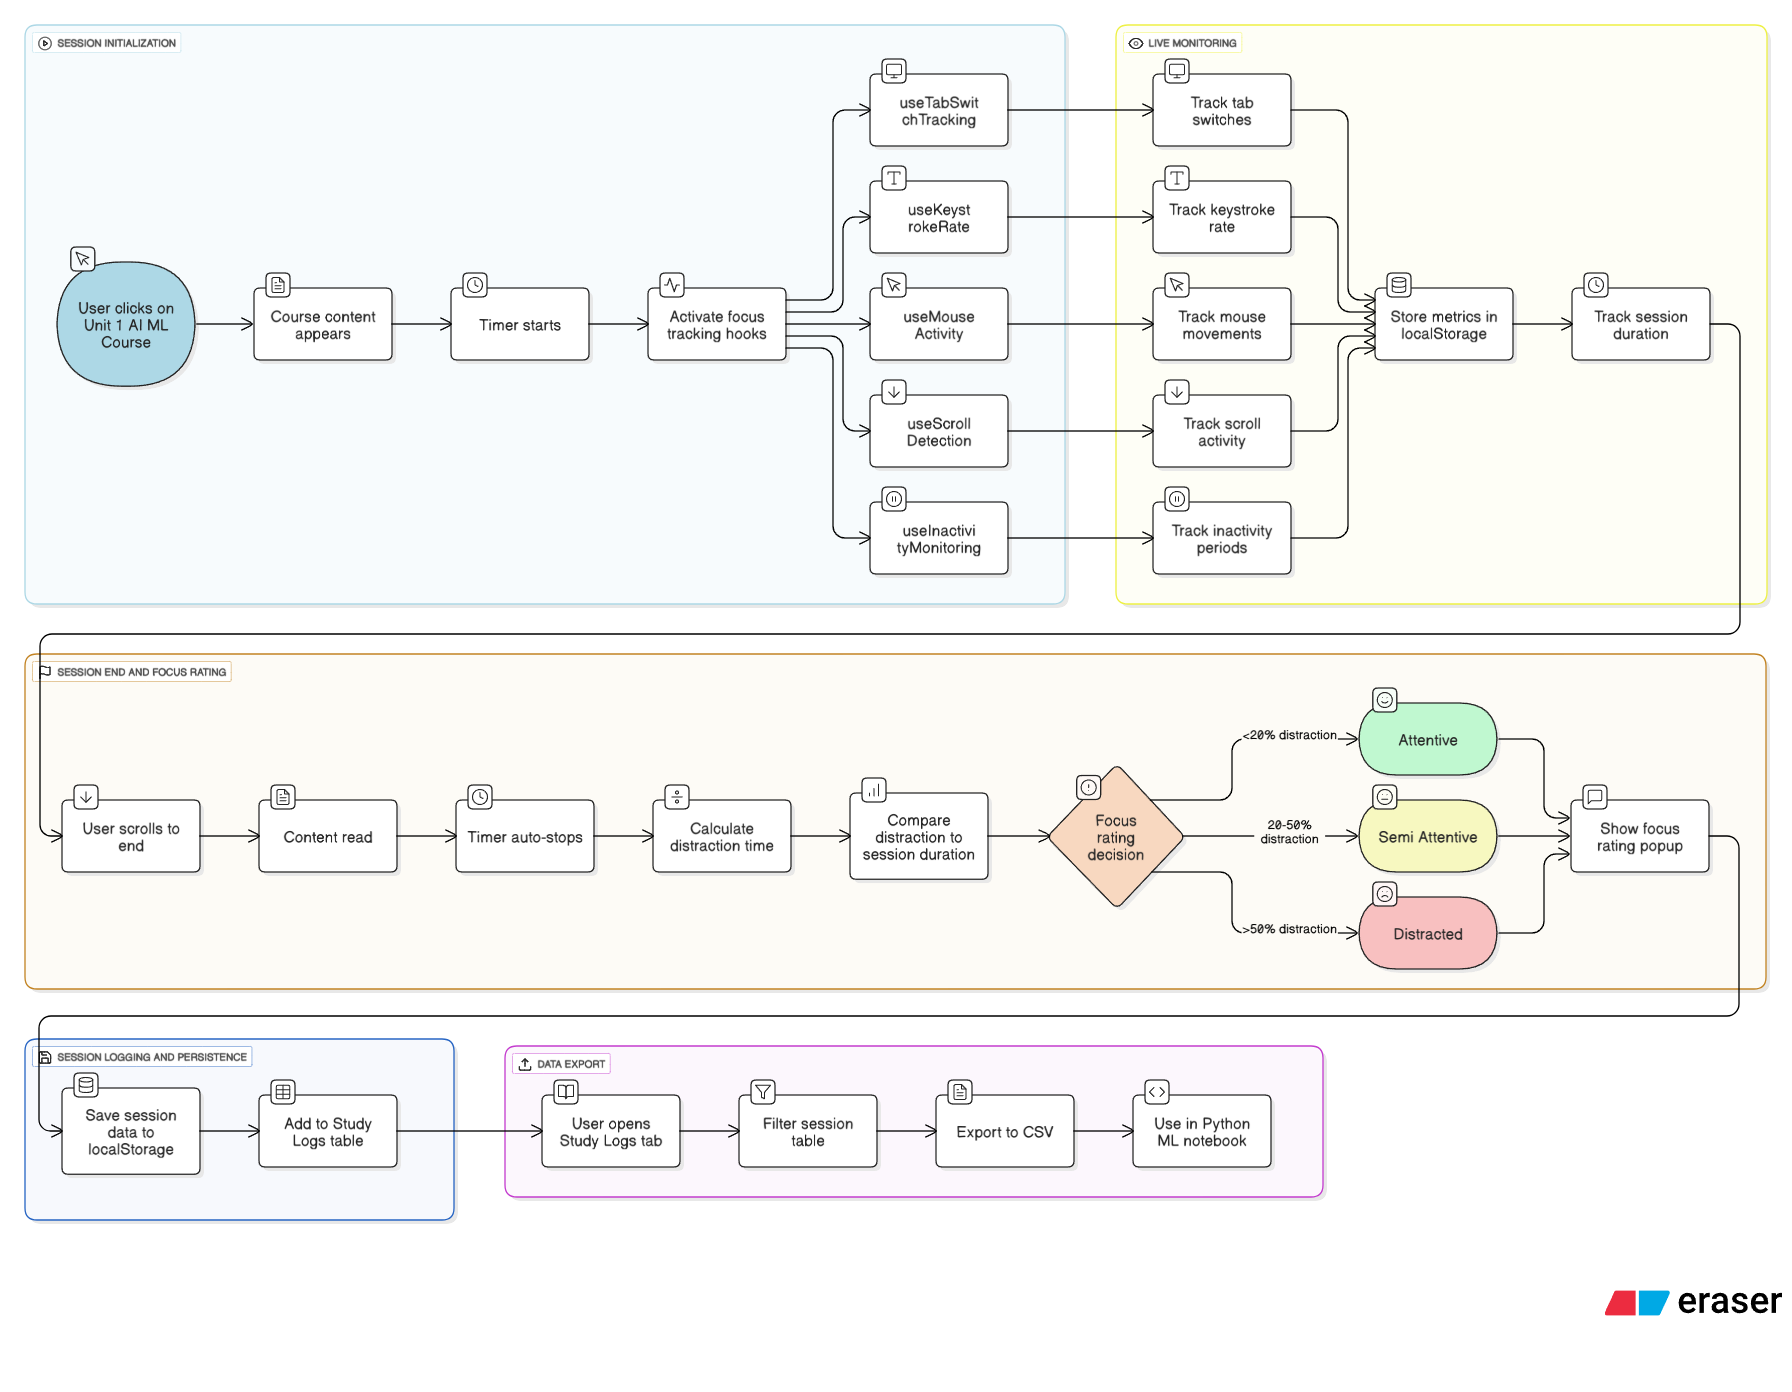 SESSION INITIALIZATION
User clicks on
Unit 1 AI ML
Course
Course content
appears
Timer starts
Activate focus
tracking hooks
useTabSwit
chTracking
useKeyst
rokeRate
useMouse
Activity
useScroll
Detection
useInactivi
tyMonitoring
LIVE MONITORING
Track tab
switches
Track keystroke
rate
Track mouse
movements
Track scroll
activity
Track inactivity
periods
Store metrics in
localStorage
Track session
duration
SESSION END AND FOCUS RATING
User scrolls to
end
Content read
Timer auto-stops
Calculate
distraction time
Compare
distraction to
session duration
Focus
rating
decision
<20% distraction
20-50%
distraction
>50% distraction
Attentive
Semi Attentive
Distracted
Show focus
rating popup
SESSION LOGGING AND PERSISTENCE
Save session
data to
localStorage
Add to Study
Logs table
DATA EXPORT
User opens
Study Logs tab
Filter session
table
Export to CSV
Use in Python
ML notebook
eraser